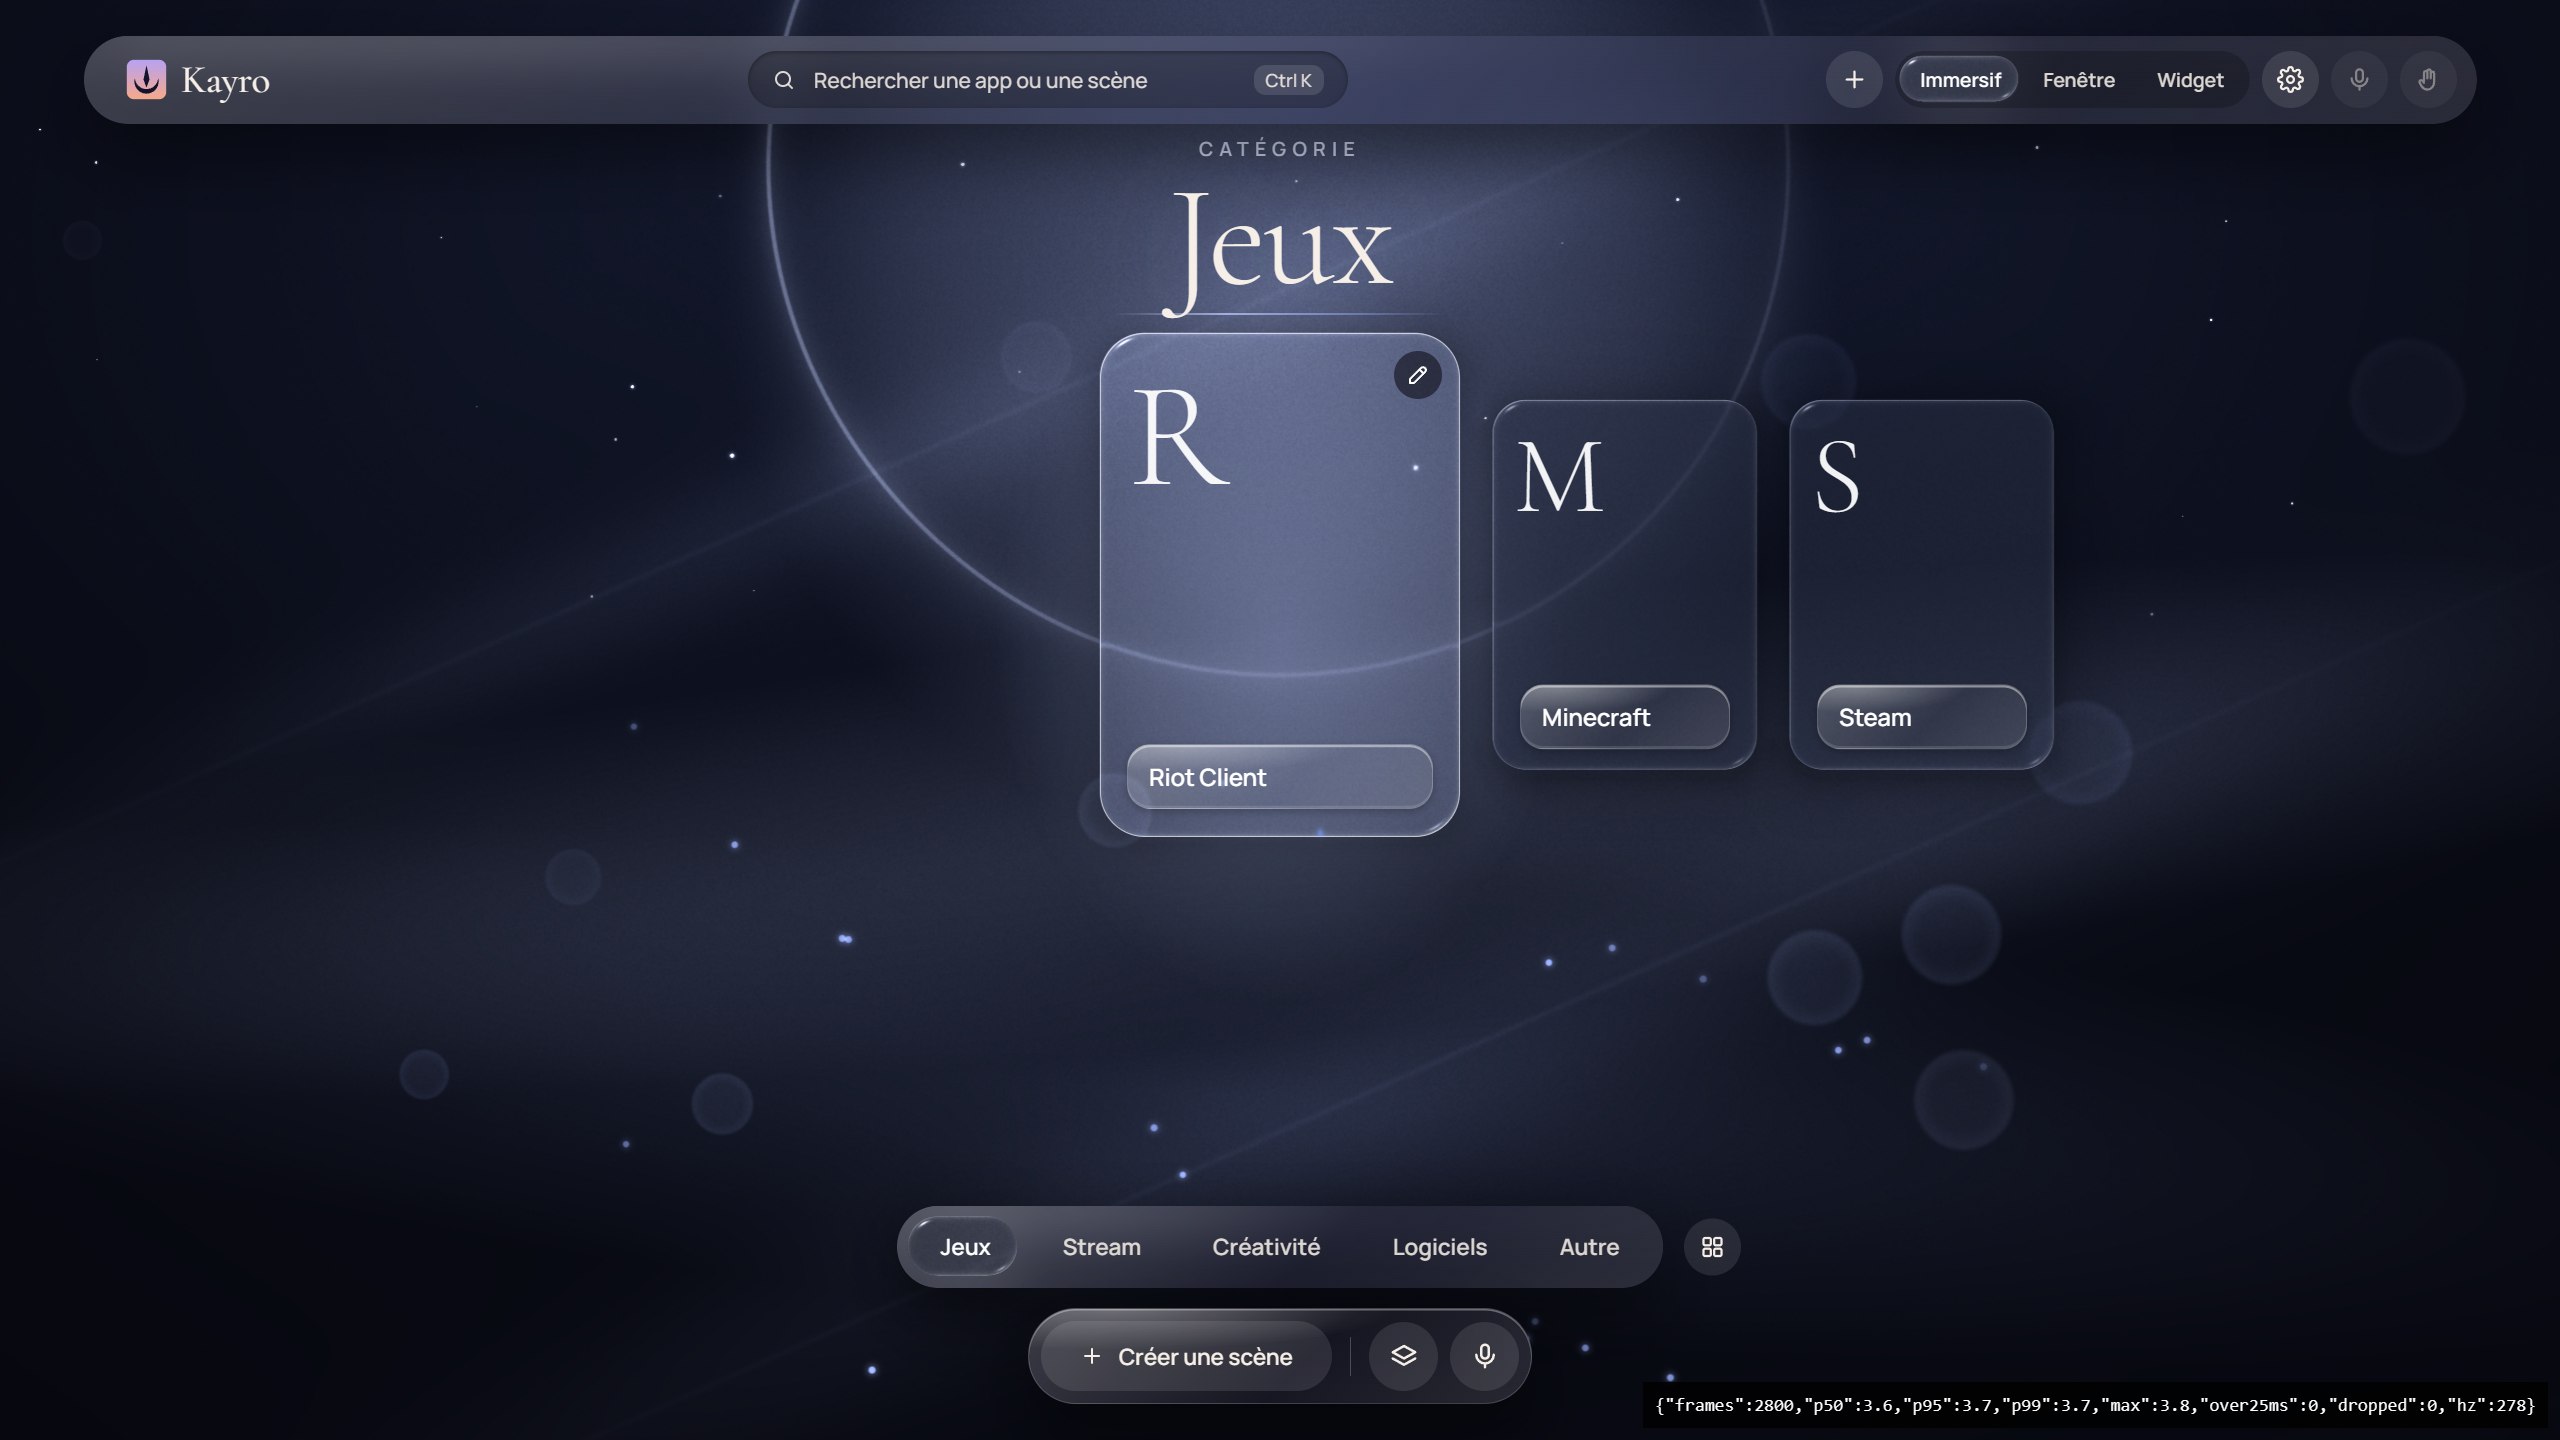 Kayro
Rechercher une app ou une scène
Ctrl K
Immersif
Fenêtre
Widget
CATÉGORIE
Jeux
R
M
S
Minecraft
Steam
Riot Client
Jeux
Stream
Créativité
Logiciels
Autre
Créer une scène
{"frames":2800,"p50":3.6,"p95":3.7,"p99":3.7,"max":3.8,"over25ms":0,"dropped":0,"hz":278}